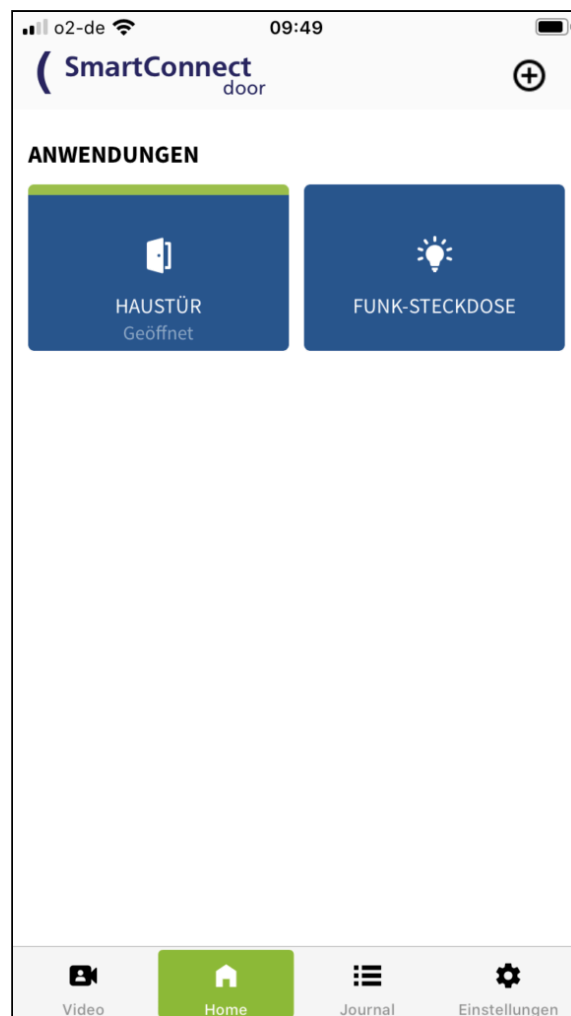 o2-de 09:49
SmartConnect
door
ANWENDUNGEN
HAUSTÜR FUNK-STECKDOSE
Geöffnet
Video Home Journal Einstellungen